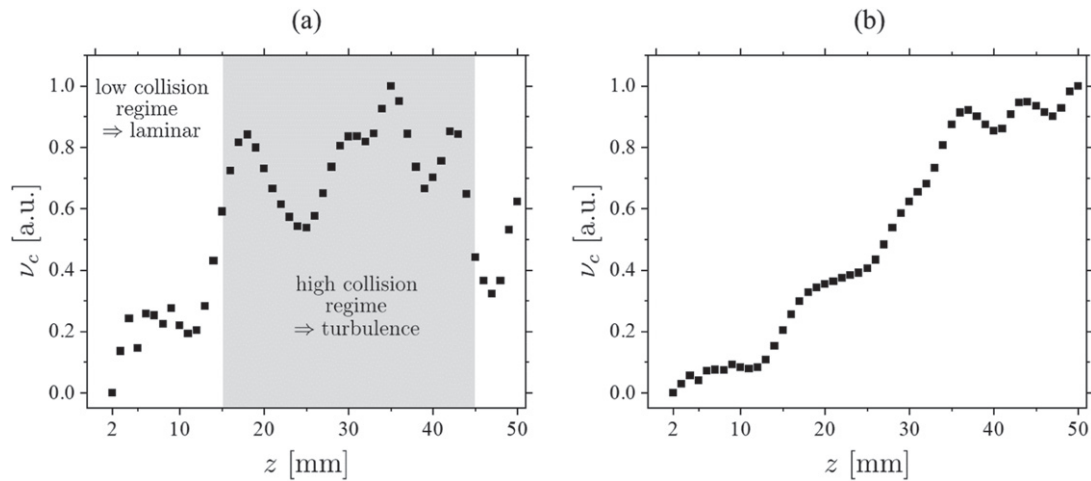 (a)
1.0
0.8
0.6
0.4
0.2
0.0
ν_c [a.u.]
low collision
regime
⇒ laminar
high collision
regime
⇒ turbulence
2 10 20 30 40 50
z [mm]
(b)
1.0
0.8
0.6
0.4
0.2
0.0
ν_c [a.u.]
2 10 20 30 40 50
z [mm]